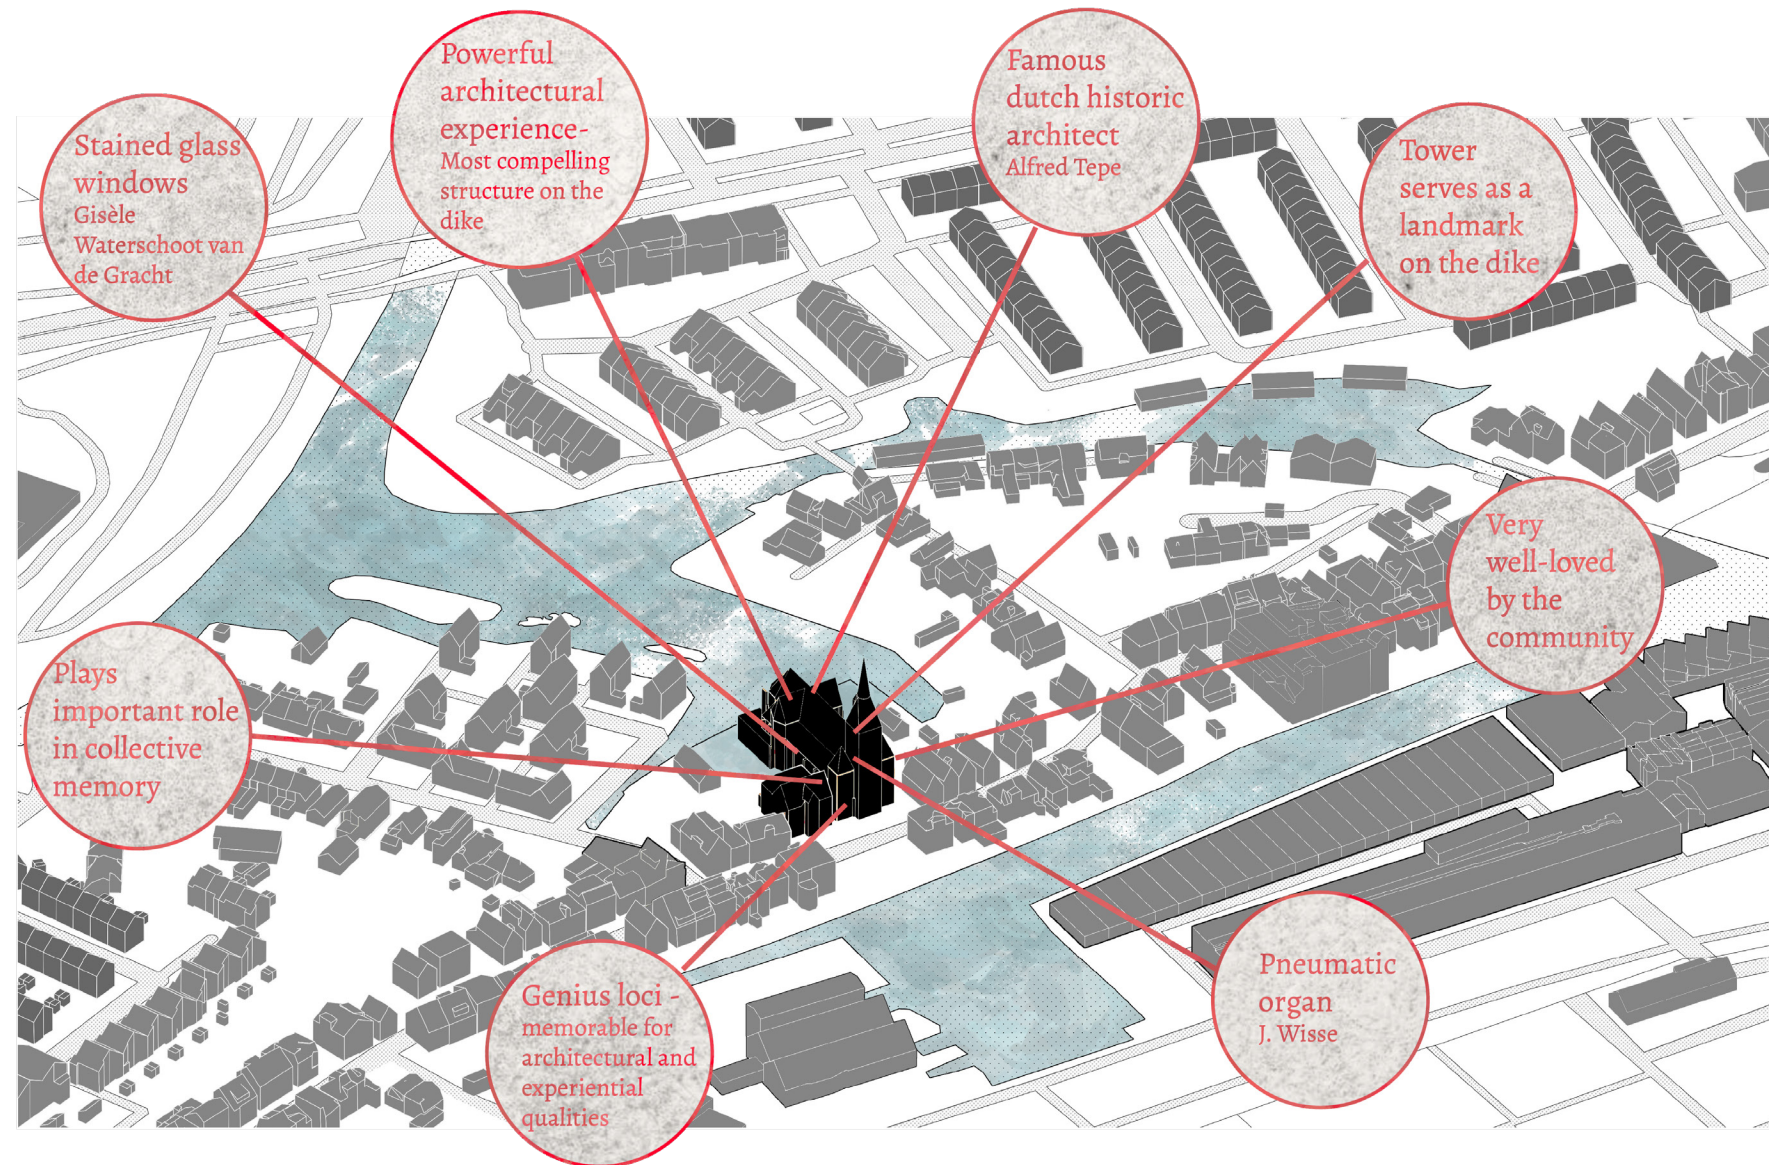 Stained glass
windows
Gisèle
Waterschoot van
de Gracht
Powerful
architectural
experience-
Most compelling
structure on the
dike
Famous
dutch historic
architect
Alfred Tepe
Tower
serves as a
landmark
on the dike
Very
well-loved
by the
community
Plays
important role
in collective
memory
Genius loci -
memorable for
architectural and
experiential
qualities
Pneumatic
organ
J. Wisse